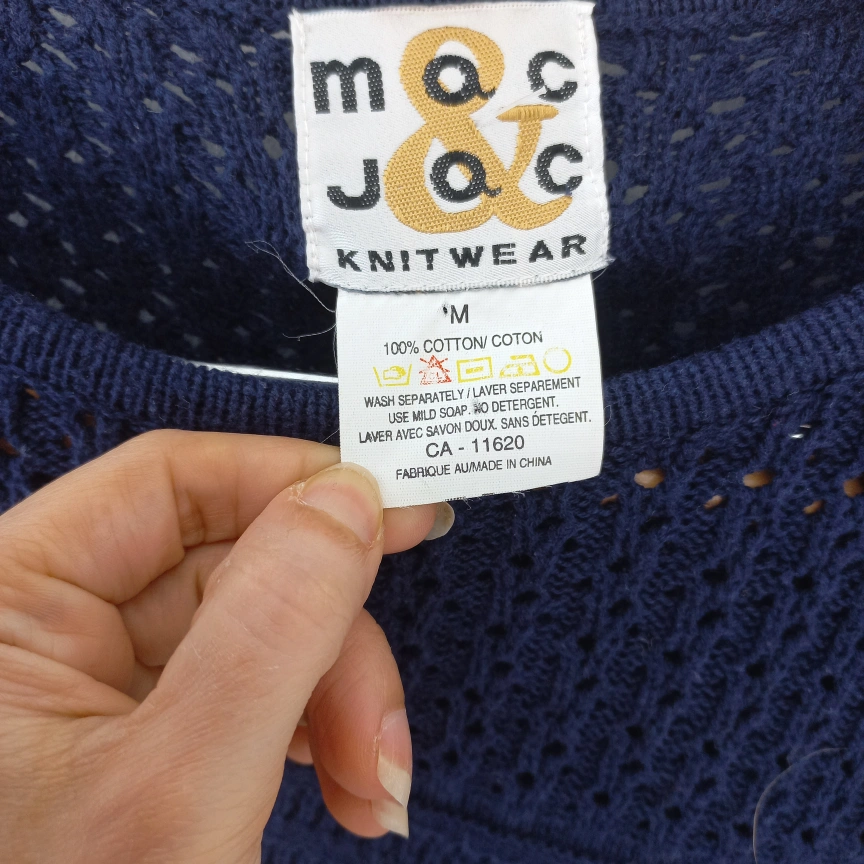 mac
&
Jac
KNITWEAR
M
100% COTTON/ COTON
WASH SEPARATELY / LAVER SEPAREMENT
USE MILD SOAP. NO DETERGENT.
LAVER AVEC SAVON DOUX. SANS DÉTEGENT.
CA - 11620
FABRIQUE AU/MADE IN CHINA